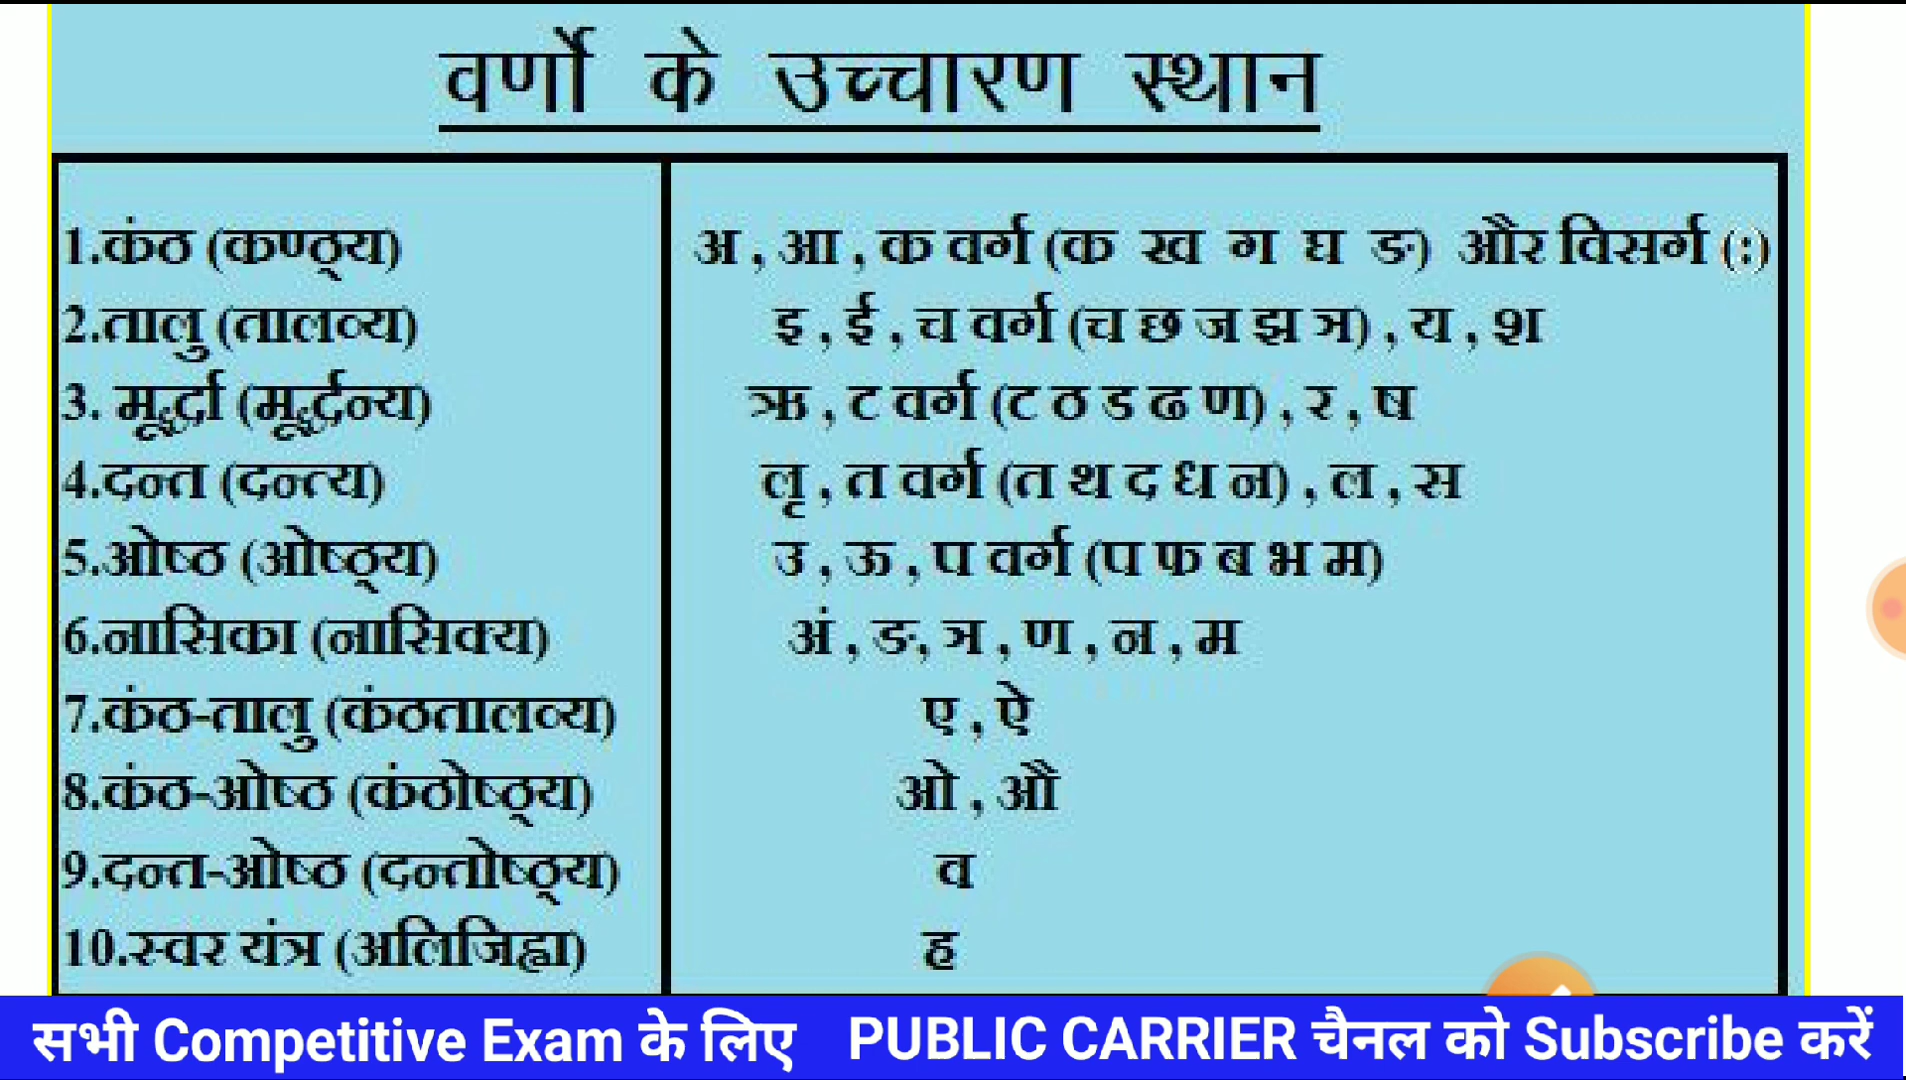 वर्णों के उच्चारण स्थान
1.कंठ (कण्ठ्य) अ , आ , क वर्ग (क ख ग घ ङ) और विसर्ग (:)
2.तालु (तालव्य) इ , ई , च वर्ग (च छ ज झ ञ) , य , श
3. मूर्द्धा (मूर्द्धन्य) ऋ , ट वर्ग (ट ठ ड ढ ण) , र , ष
4.दन्त (दन्त्य) लृ , त वर्ग (त थ द ध न) , ल , स
5.ओष्ठ (ओष्ठ्य) उ , ऊ , प वर्ग (प फ ब भ म)
6.नासिका (नासिक्य) अं , ङ, ञ , ण , न , म
7.कंठ-तालु (कंठतालव्य) ए , ऐ
8.कंठ-ओष्ठ (कंठोष्ठ्य) ओ , औ
9.दन्त-ओष्ठ (दन्तोष्ठ्य) व
10.स्वर यंत्र (अलिजिह्वा) ह
सभी Competitive Exam के लिए PUBLIC CARRIER चैनल को Subscribe करें